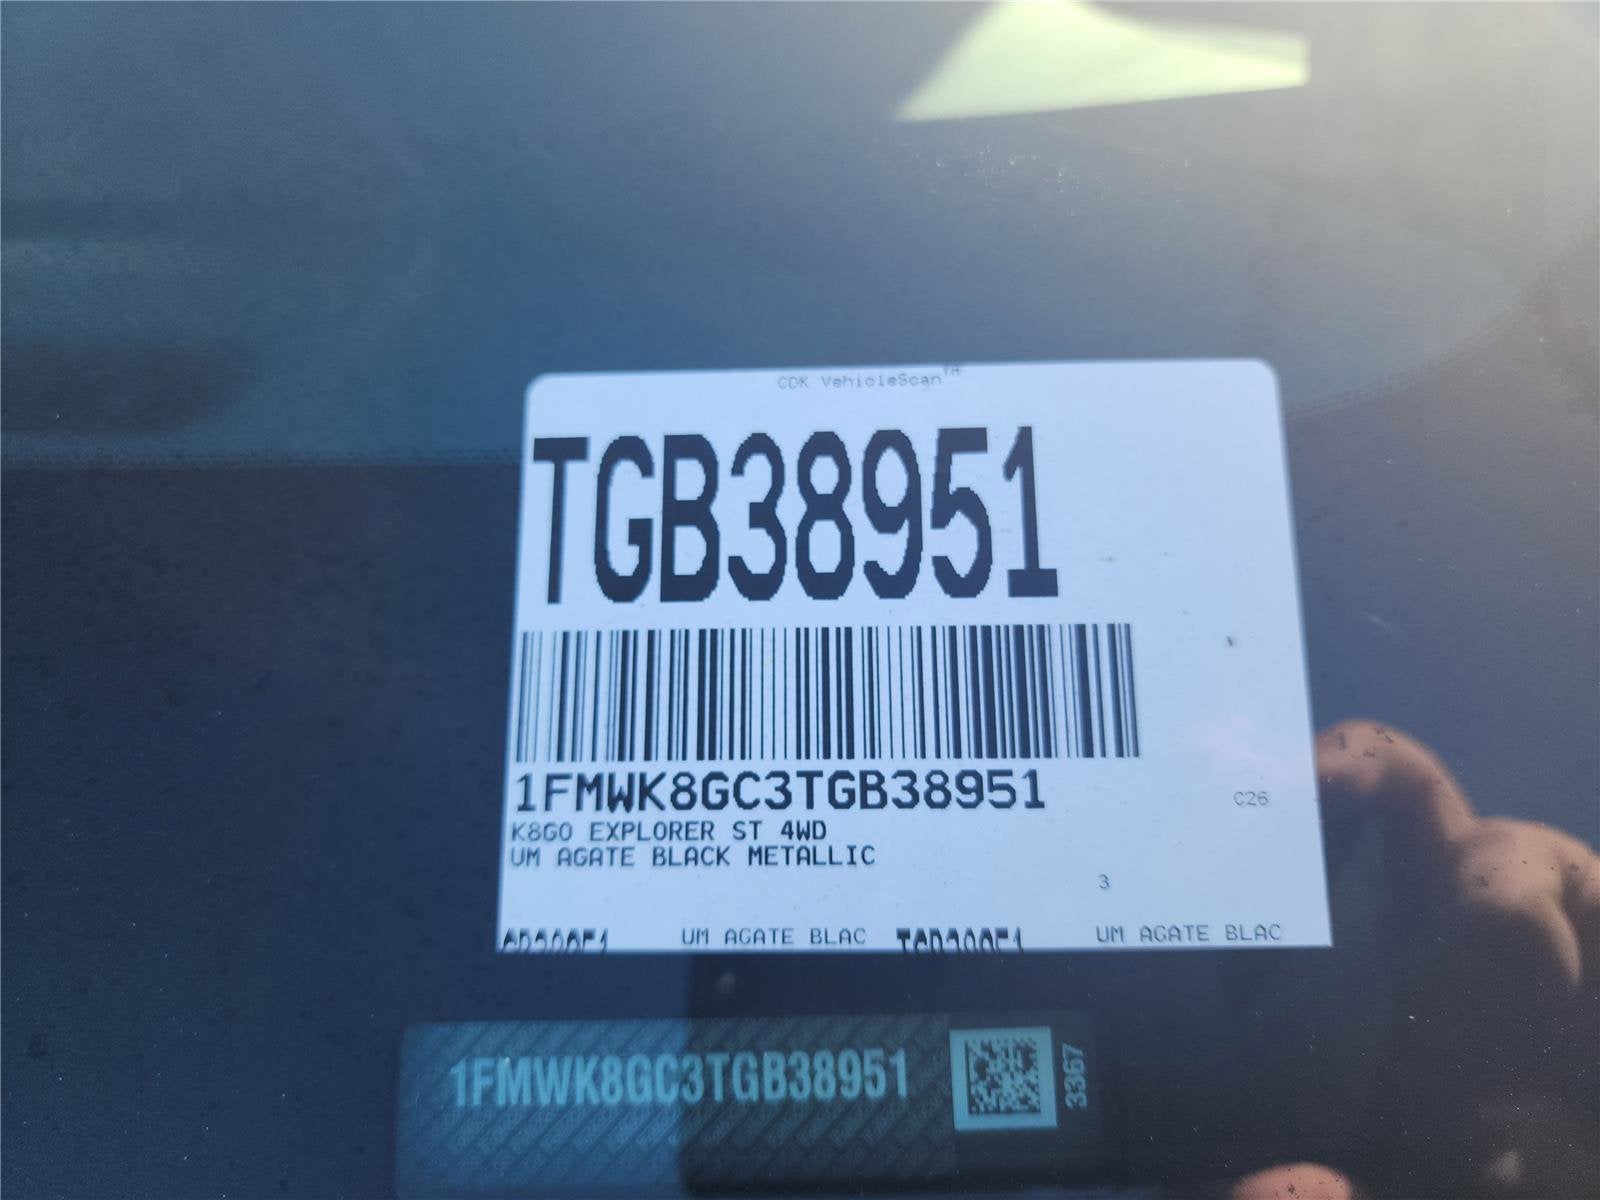 CDK VehicleScan™
TGB38951
1FMWK8GC3TGB38951
C26
K8G0 EXPLORER ST 4WD
UM AGATE BLACK METALLIC
3
UM AGATE BLAC
UM AGATE BLAC
1FMWK8GC3TGB38951
3367